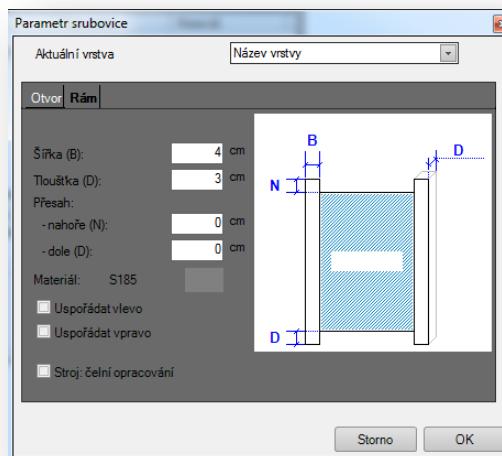 Parametr srubovice
Aktuální vrstva
Název vrstvy
Otvor Rám
Šířka (B): 4 cm
Tlouštka (D): 3 cm
Přesah:
- nahoře (N): 0 cm
- dole (D): 0 cm
Materiál: S185
Uspořádat vlevo
Uspořádat vpravo
Stroj: čelní opracování
B
D
N
D
Storno
OK